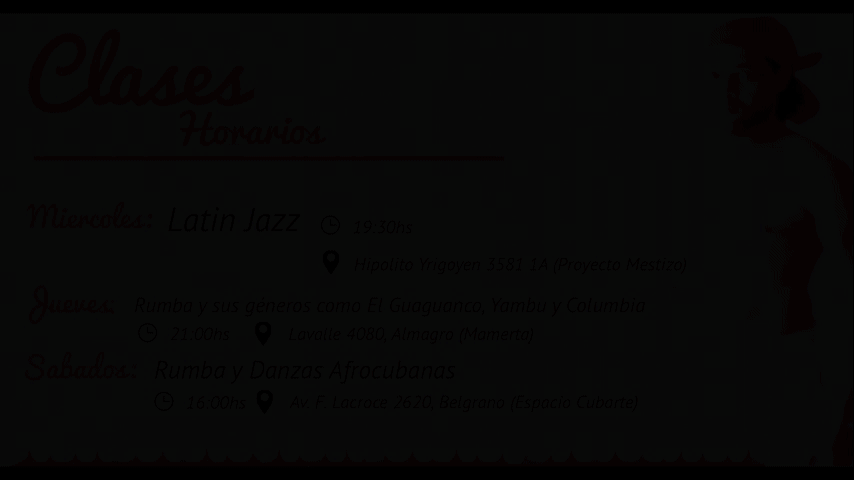 Clases
Horarios
Miercoles: Latin Jazz 19:30hs
Hipolito Yrigoyen 3581 1A (Proyecto Mestizo)
Jueves: Rumba y sus géneros como El Guaguanco, Yambu y Columbia
21:00hs Lavalle 4080, Almagro (Momerto)
Sabados: Rumba y Danzas Afrocubanas
16:00hs Av. F. Lacroze 2620, Belgrano (Espacio Cubarte)